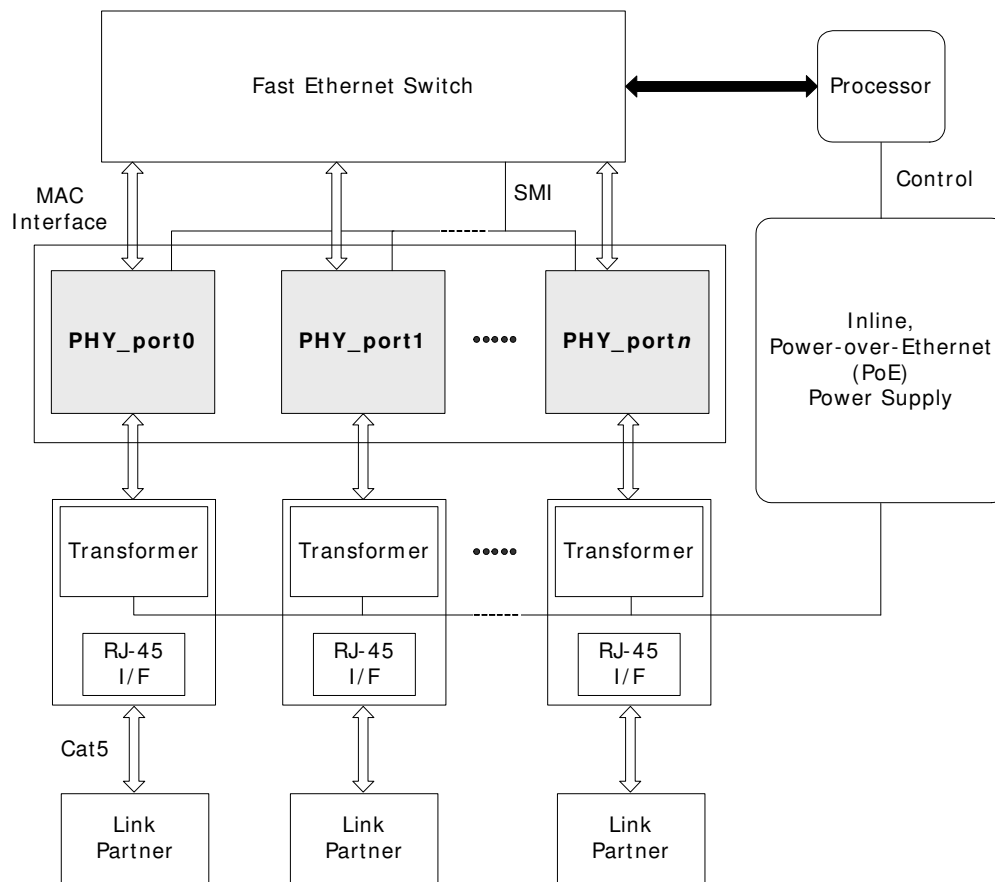 Fast Ethernet Switch
Processor
MAC
Interface
SMI
Control
PHY_port0
PHY_port1
PHY_portn
Inline,
Power-over-Ethernet
(PoE)
Power Supply
Transformer
Transformer
Transformer
RJ-45
I/F
RJ-45
I/F
RJ-45
I/F
Cat5
Link
Partner
Link
Partner
Link
Partner